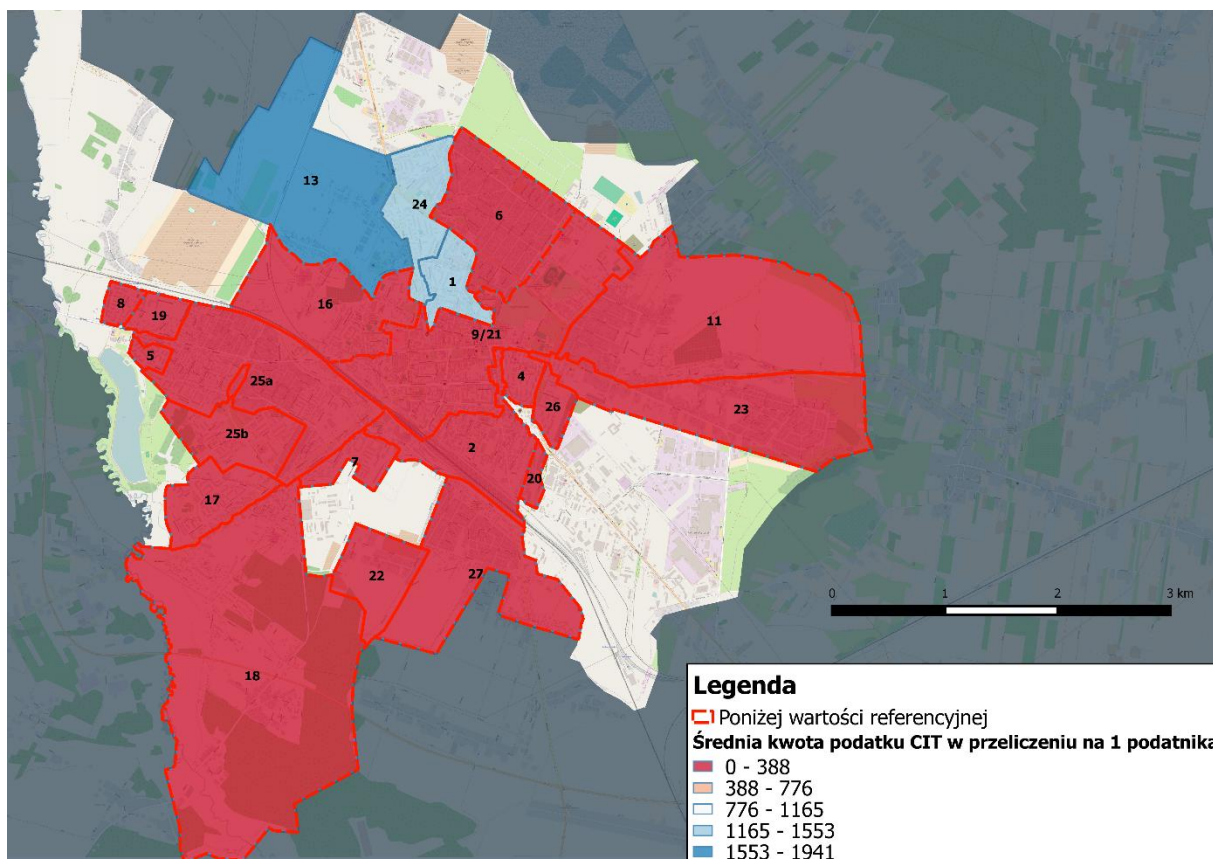 13
24
6
1
8
19
16
9/21
11
5
25a
4
26
23
25b
2
7
20
17
22
27
18
0 1 2 3 km
Legenda
Poniżej wartości referencyjnej
Średnia kwota podatku CIT w przeliczeniu na 1 podatnika
0 - 388
388 - 776
776 - 1165
1165 - 1553
1553 - 1941